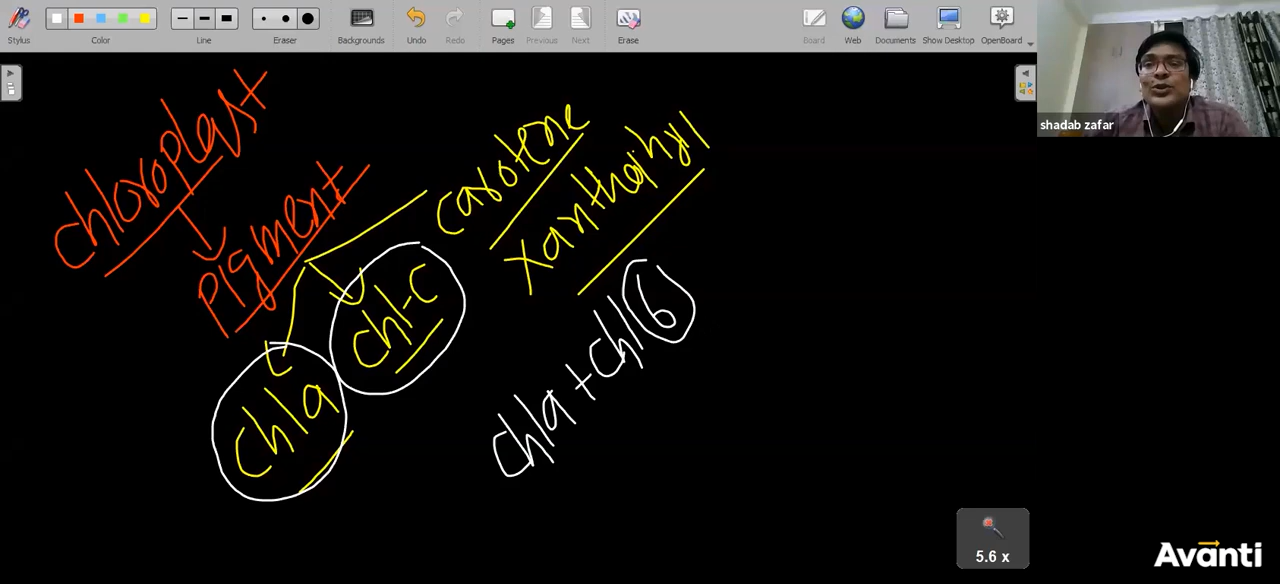 Stylus
Color
Line
Eraser
Backgrounds
Undo
Redo
Pages
Previous
Next
Erase
Board
Web
Documents
Show Desktop
OpenBoard
shadab zafar
chloroplast
pigment
carotene
xanthophyll
chl-c
chla
chla + chl(b)
5.6 x
Avanti